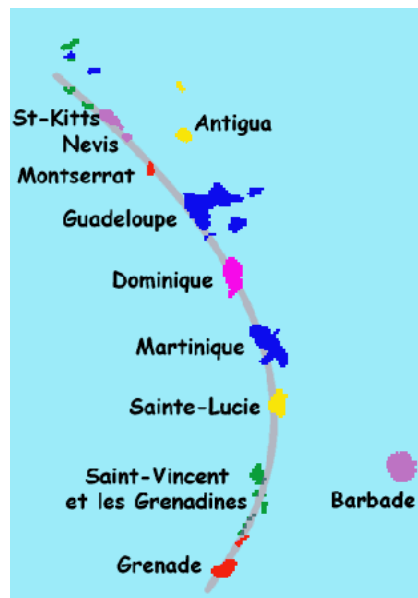 St-Kitts
Antigua
Nevis
Montserrat
Guadeloupe
Dominique
Martinique
Sainte-Lucie
Saint-Vincent
et les Grenadines
Barbade
Grenade